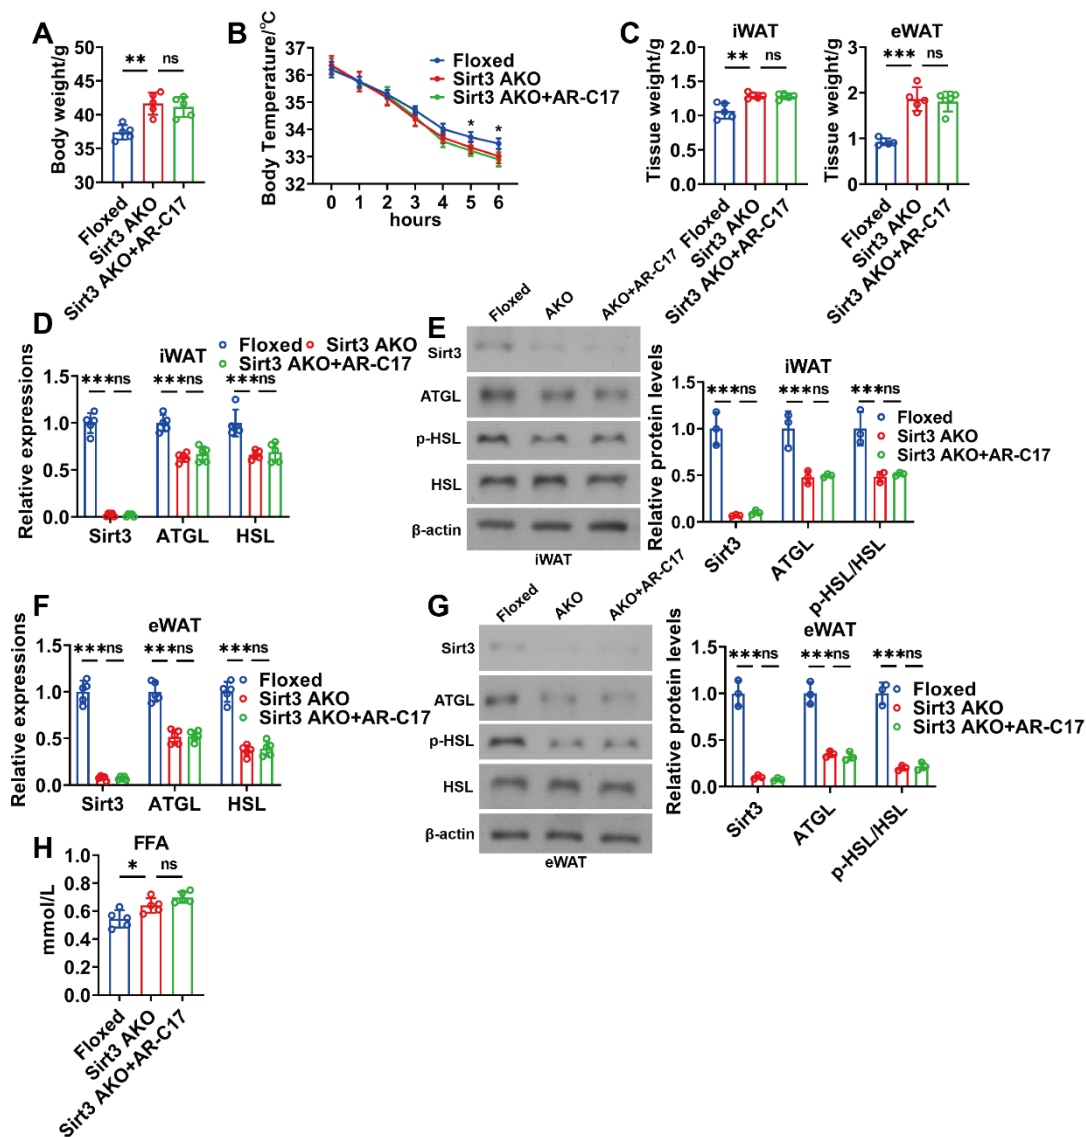 A
Body weight/g
50
45
40
35
30
** ns
Floxed
Sirt3 AKO
Sirt3 AKO+AR-C17
B
Body Temperature/°C
37
36
35
34
33
32
Floxed
Sirt3 AKO
Sirt3 AKO+AR-C17
* *
0 1 2 3 4 5 6
hours
C
iWAT
Tissue weight/g
2.0
1.5
1.0
0.5
0.0
** ns
Floxed
Sirt3 AKO
Sirt3 AKO+AR-C17
eWAT
Tissue weight/g
3
2
1
0
*** ns
Floxed
Sirt3 AKO
Sirt3 AKO+AR-C17
D
Floxed Sirt3 AKO
Sirt3 AKO+AR-C17
iWAT
Relative expressions
1.5
1.0
0.5
0.0
***ns ***ns ***ns
Sirt3 ATGL HSL
E
Floxed AKO AKO+AR-C17
Sirt3
ATGL
p-HSL
HSL
β-actin
iWAT
iWAT
Relative protein levels
1.5
1.0
0.5
0.0
***ns ***ns ***ns
Floxed
Sirt3 AKO
Sirt3 AKO+AR-C17
Sirt3
ATGL
p-HSL/HSL
F
eWAT
Relative expressions
1.5
1.0
0.5
0.0
***ns ***ns ***ns
Floxed
Sirt3 AKO
Sirt3 AKO+AR-C17
Sirt3 ATGL HSL
G
Floxed AKO AKO+AR-C17
Sirt3
ATGL
p-HSL
HSL
β-actin
eWAT
eWAT
Relative protein levels
1.5
1.0
0.5
0.0
***ns ***ns ***ns
Floxed
Sirt3 AKO
Sirt3 AKO+AR-C17
Sirt3
ATGL
p-HSL/HSL
H
FFA
mmol/L
1.0
0.8
0.6
0.4
0.2
0.0
* ns
Floxed
Sirt3 AKO
Sirt3 AKO+AR-C17